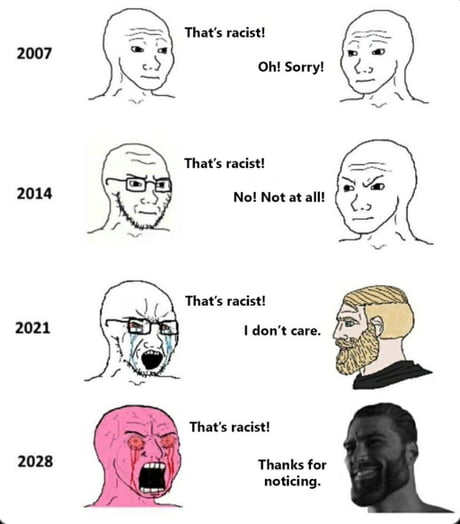 2007
That's racist!
Oh! Sorry!
2014
That's racist!
No! Not at all!
2021
That's racist!
I don't care.
2028
That's racist!
Thanks for
noticing.